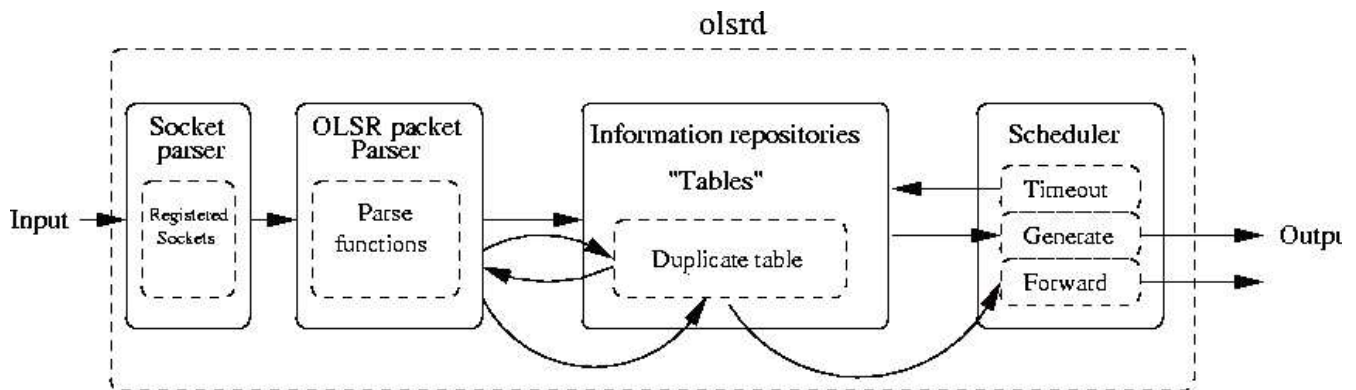 olsrd
Input
Socket
parser
Registered
Sockets
OLSR packet
Parser
Parse
functions
Information repositories
"Tables"
Duplicate table
Scheduler
Timeout
Generate
Forward
Outpu